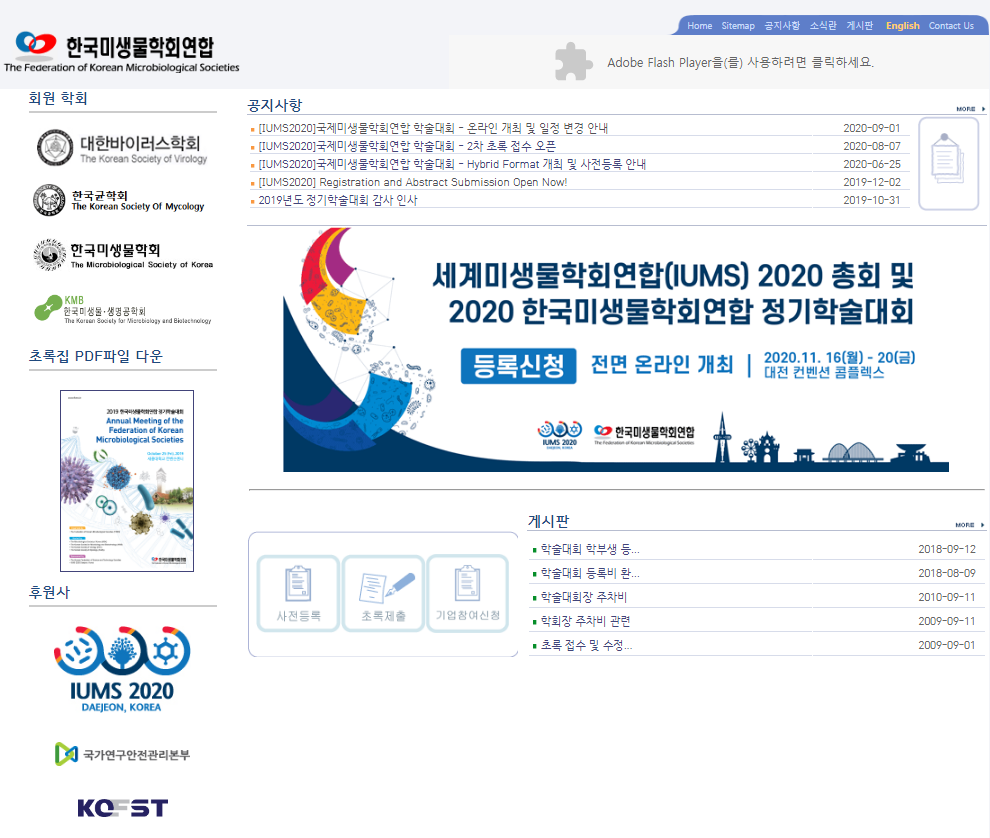 Home Sitemap 공지사항 소식란 게시판 English Contact Us
한국미생물학회연합
The Federation of Korean Microbiological Societies
Adobe Flash Player을(를) 사용하려면 클릭하세요.
회원 학회
대한바이러스학회
The Korean Society of Virology
한국균학회
The Korean Society Of Mycology
한국미생물학회
The Microbiological Society of Korea
KMB
한국미생물·생명공학회
The Korean Society for Microbiology and Biotechnology
초록집 PDF파일 다운
2019 한국미생물학회연합 정기학술대회
Annual Meeting of the
Federation of Korean
Microbiological Societies
한국미생물학회연합
후원사
IUMS 2020
DAEJEON, KOREA
국가연구안전관리본부
KOFST
공지사항
MORE
[IUMS2020]국제미생물학회연합 학술대회 - 온라인 개최 및 일정 변경 안내 2020-09-01
[IUMS2020]국제미생물학회연합 학술대회 - 2차 초록 접수 오픈 2020-08-07
[IUMS2020]국제미생물학회연합 학술대회 - Hybrid Format 개최 및 사전등록 안내 2020-06-25
[IUMS2020] Registration and Abstract Submission Open Now! 2019-12-02
2019년도 정기학술대회 감사 인사 2019-10-31
세계미생물학회연합(IUMS) 2020 총회 및
2020 한국미생물학회연합 정기학술대회
등록신청 전면 온라인 개최 | 2020.11. 16(월) - 20(금)
대전 컨벤션 콤플렉스
IUMS 2020
DAEJEON, KOREA
한국미생물학회연합
The Federation of Korean Microbiological Societies
사전등록 초록제출 기업참여신청
게시판
MORE
학술대회 학부생 등... 2018-09-12
학술대회 등록비 환... 2018-08-09
학술대회장 주차비 2010-09-11
학회장 주차비 관련 2009-09-11
초록 접수 및 수정... 2009-09-01